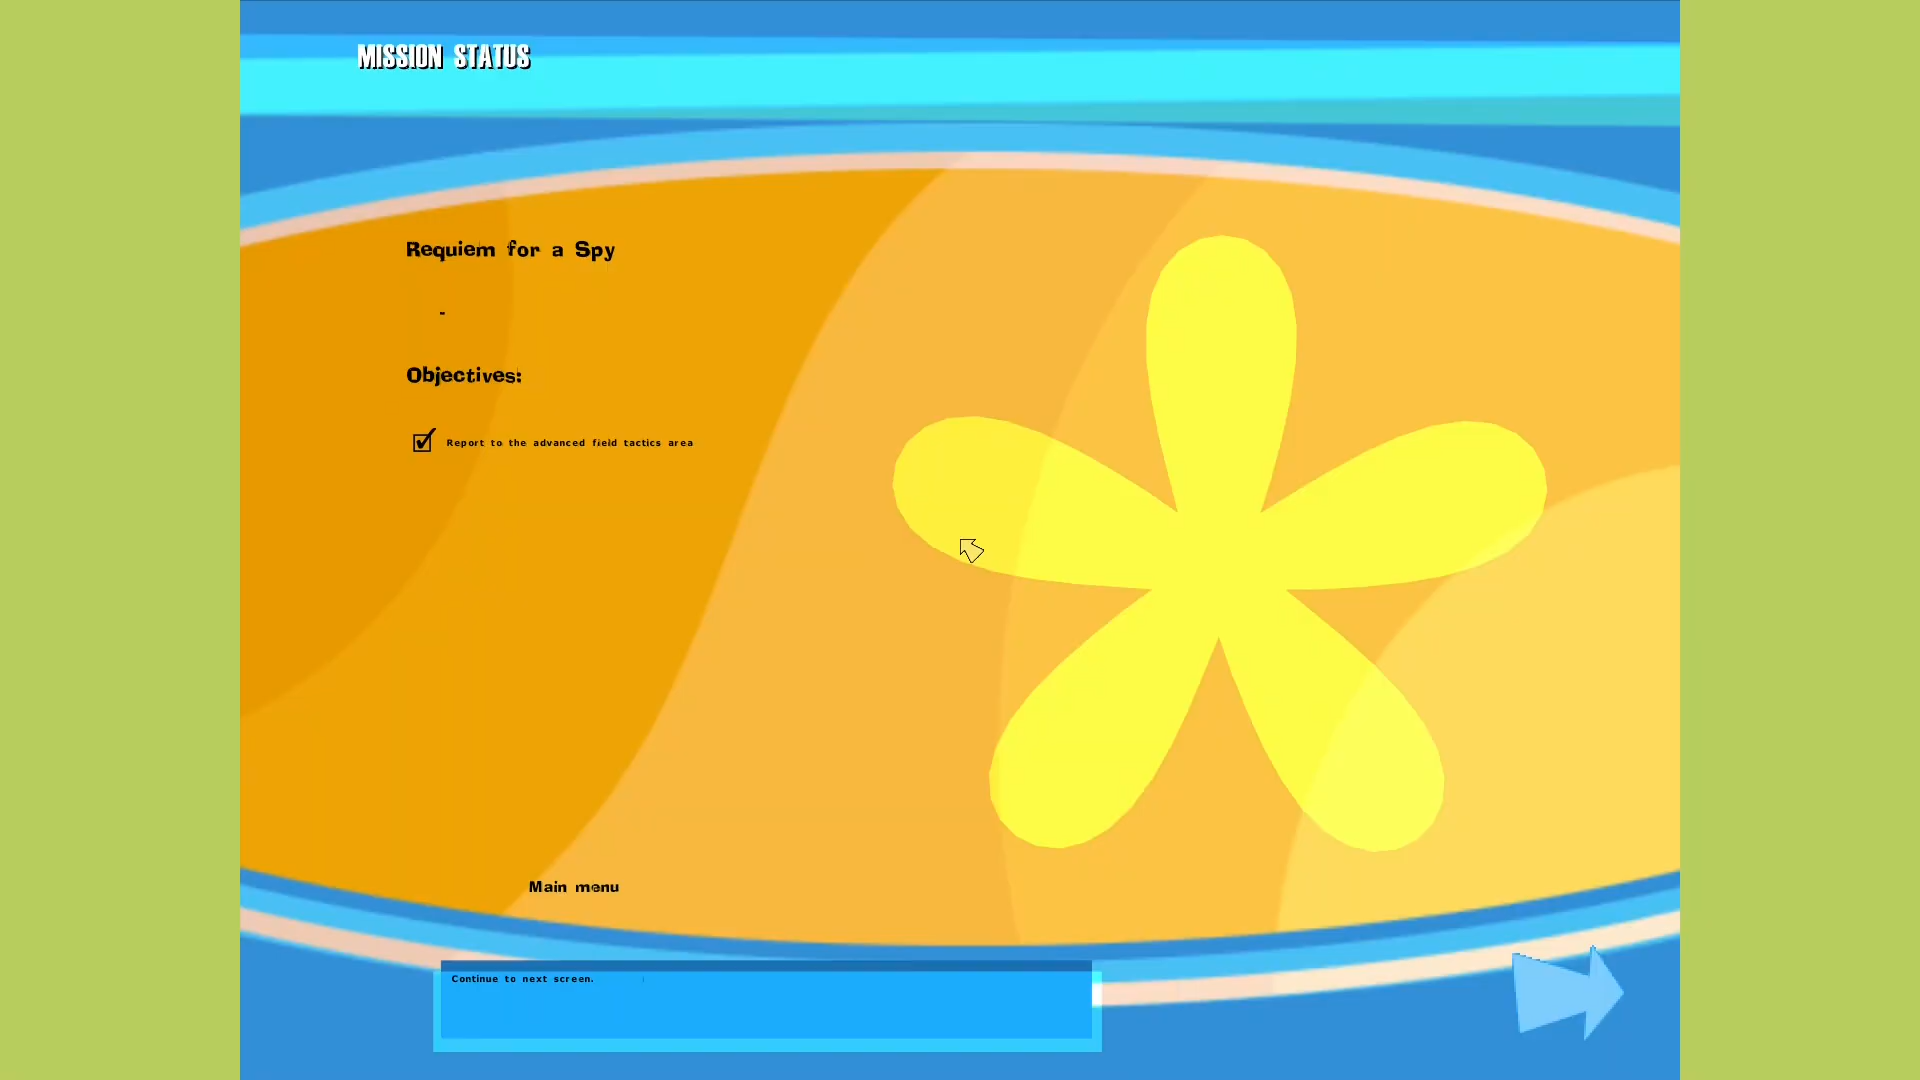 MISSION STATUS
Requiem for a Spy
-
Objectives:
Report to the advanced field tactics area
Main menu
Continue to next screen.